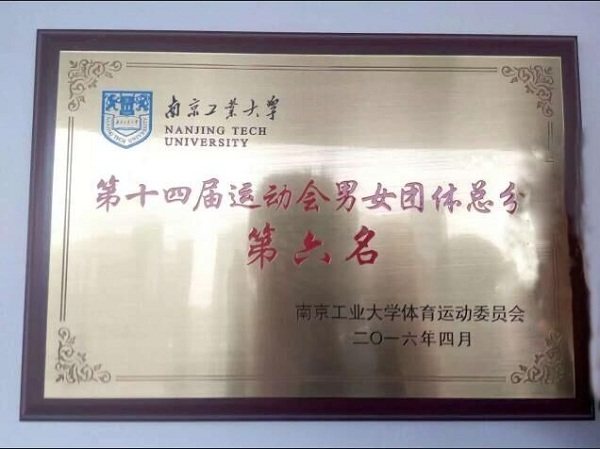 南京工業大学
NANJING TECH
UNIVERSITY
第十四届运动会男女团体总分
第六名
南京工业大学体育运动委员会
二〇一六年四月